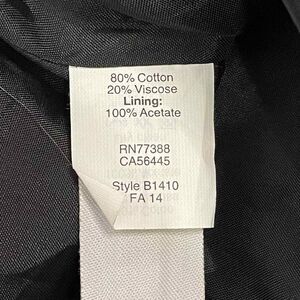 80% Cotton
20% Viscose
Lining:
100% Acetate
RN77388
CA56445
Style B1410
FA 14